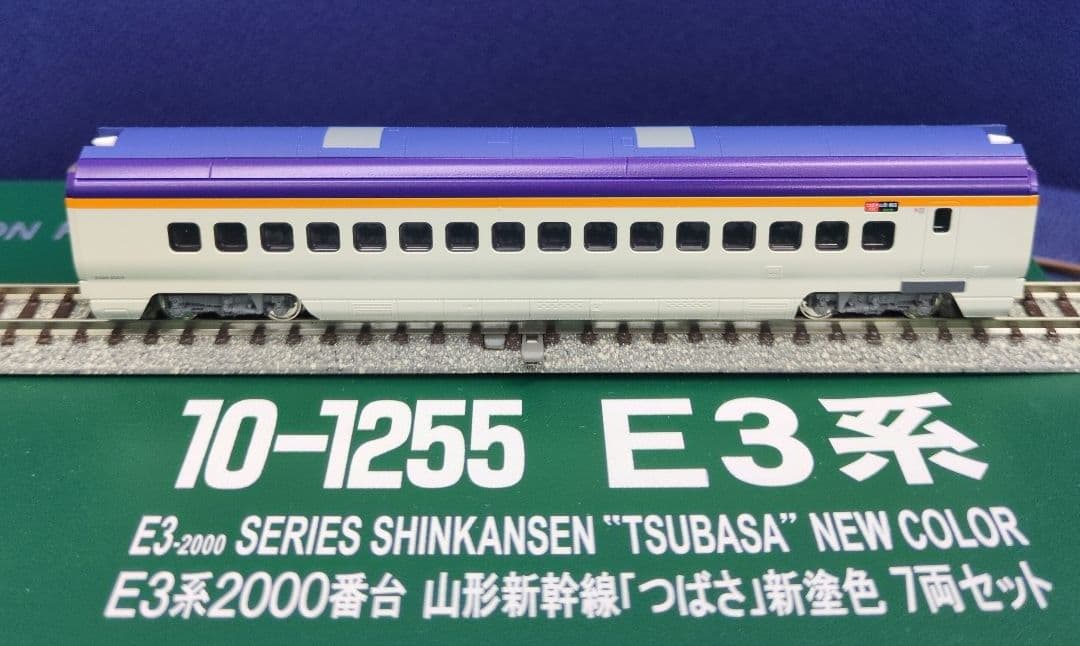 ON
10-1255 E3系
E3-2000 SERIES SHINKANSEN “TSUBASA” NEW COLOR
E3系2000番台 山形新幹線「つばさ」新塗色 7両セット